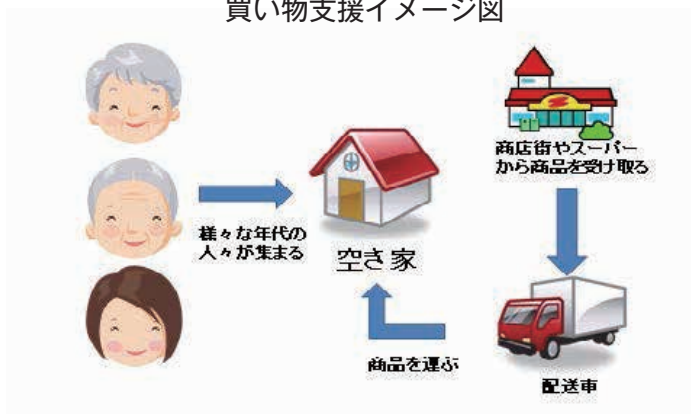 買い物支援イメージ図
商店街やスーパー
から商品を受け取る
様々な年代の
人々が集まる
空き家
商品を運ぶ
配送車